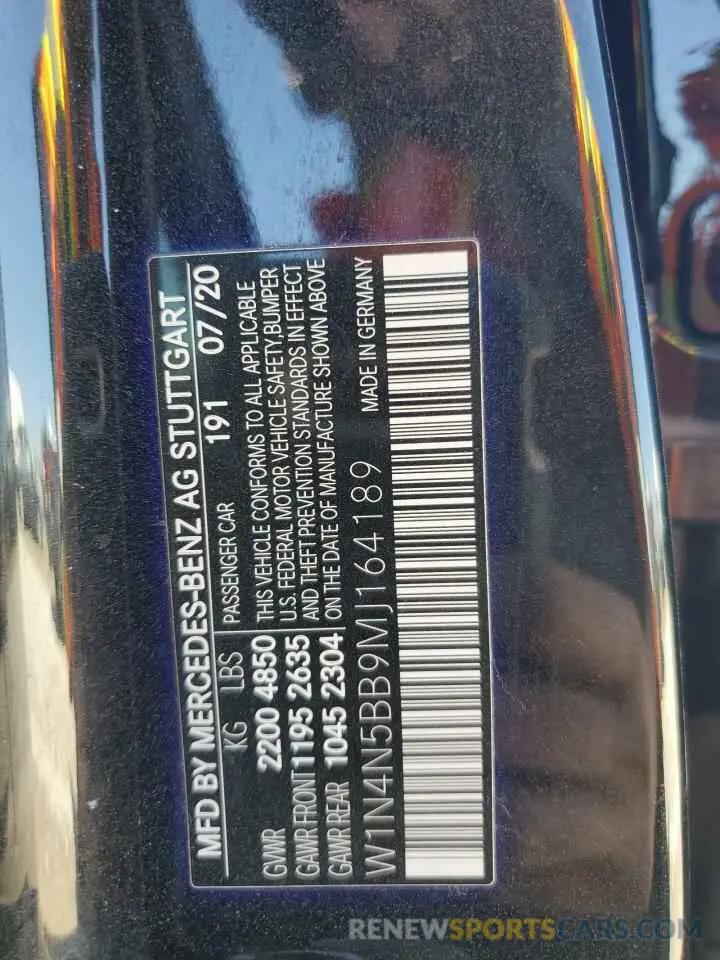 MFD BY MERCEDES-BENZ AG STUTTGART
KG LBS PASSENGER CAR 191 07/20
GVWR 2200 4850 THIS VEHICLE CONFORMS TO ALL APPLICABLE
GAWR FRONT 1195 2635 U.S. FEDERAL MOTOR VEHICLE SAFETY, BUMPER
AND THEFT PREVENTION STANDARDS IN EFFECT
GAWR REAR 1045 2304 ON THE DATE OF MANUFACTURE SHOWN ABOVE
W1N4N5BB9MJ164189 MADE IN GERMANY
RENEWSPORTSCARS.COM